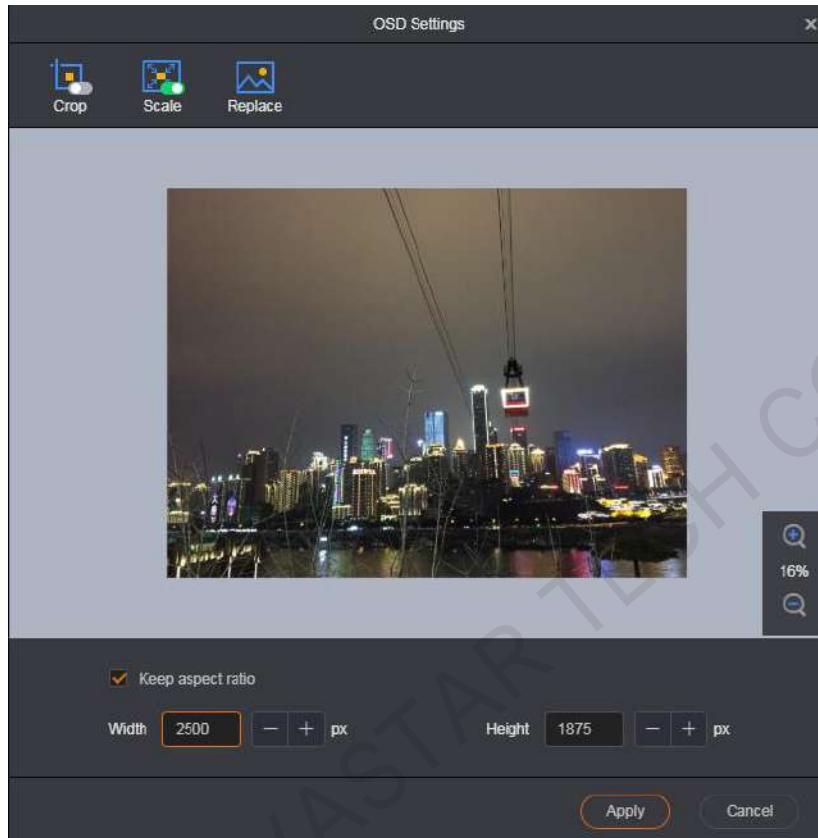 OSD Settings
Crop Scale Replace
16%
Keep aspect ratio
Width 2500 px Height 1875 px
Apply Cancel